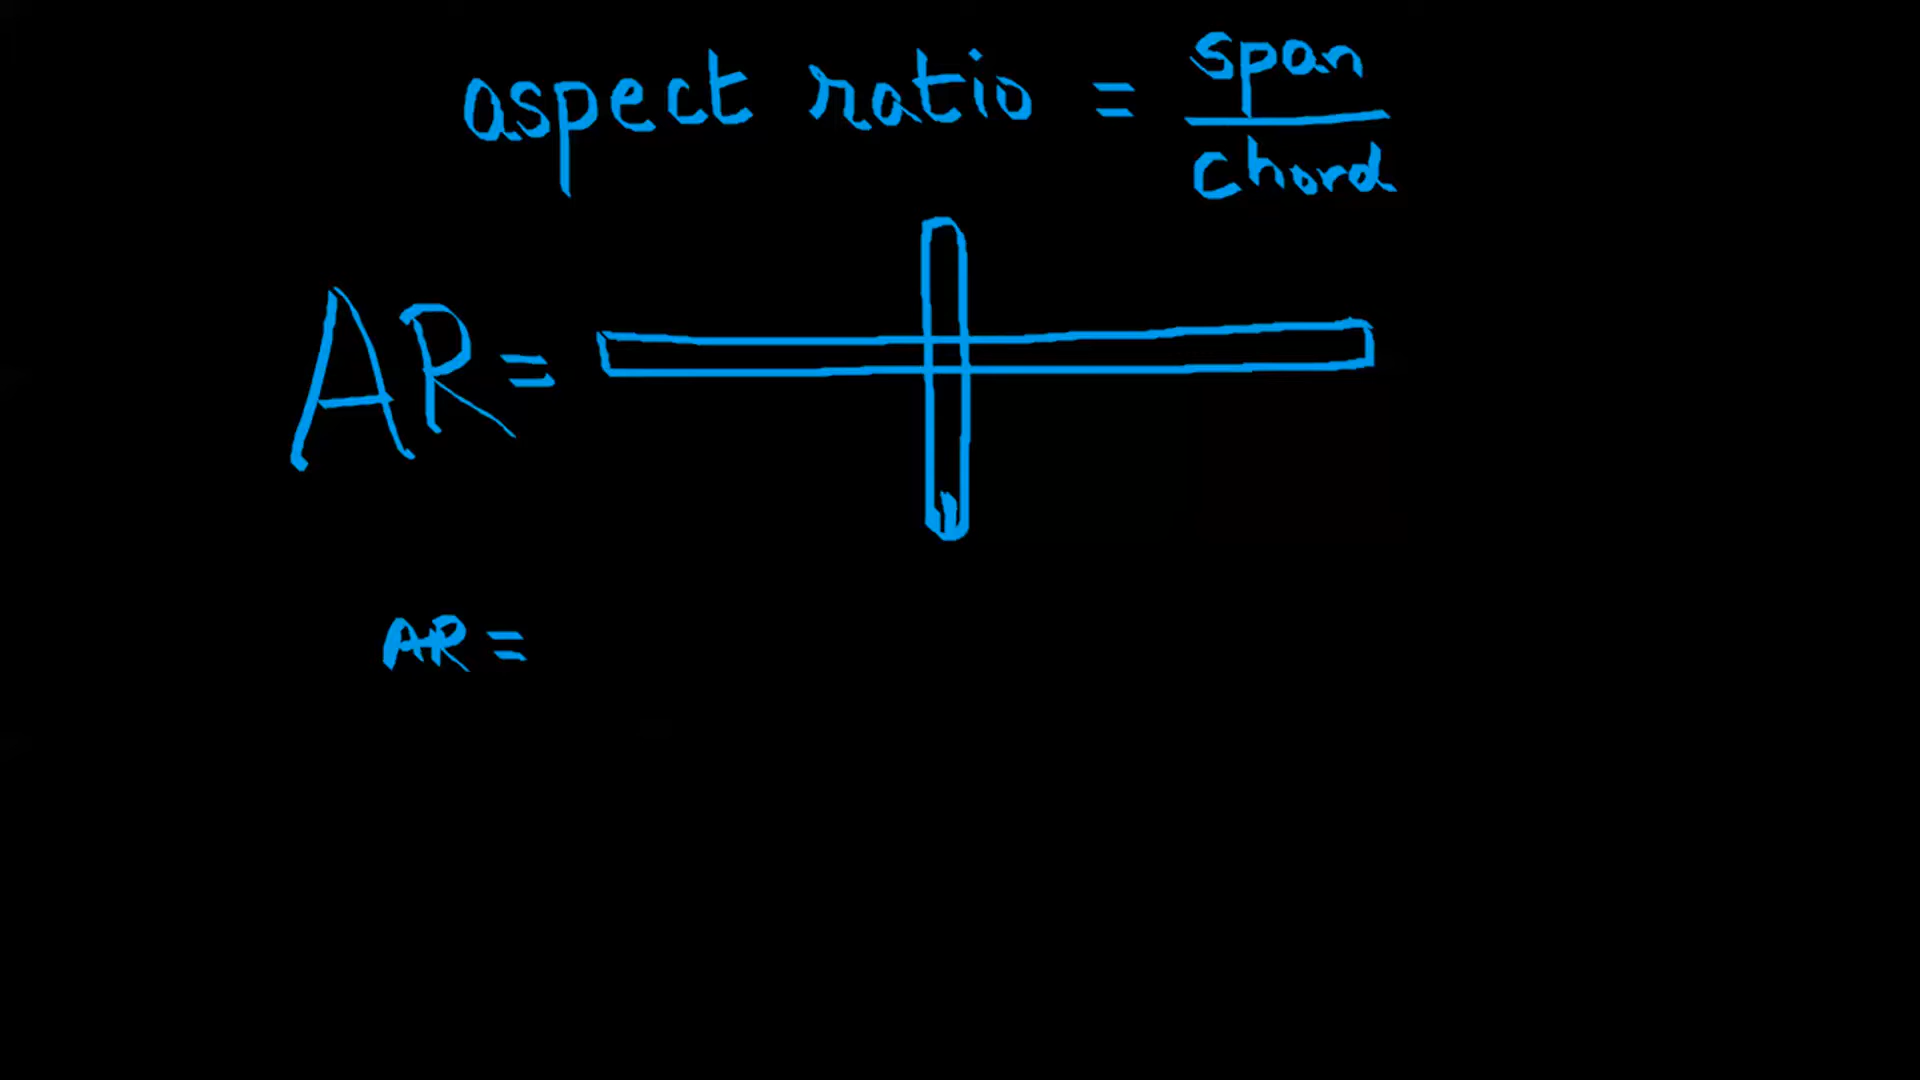 aspect ratio = span / chord
AR =
AR =